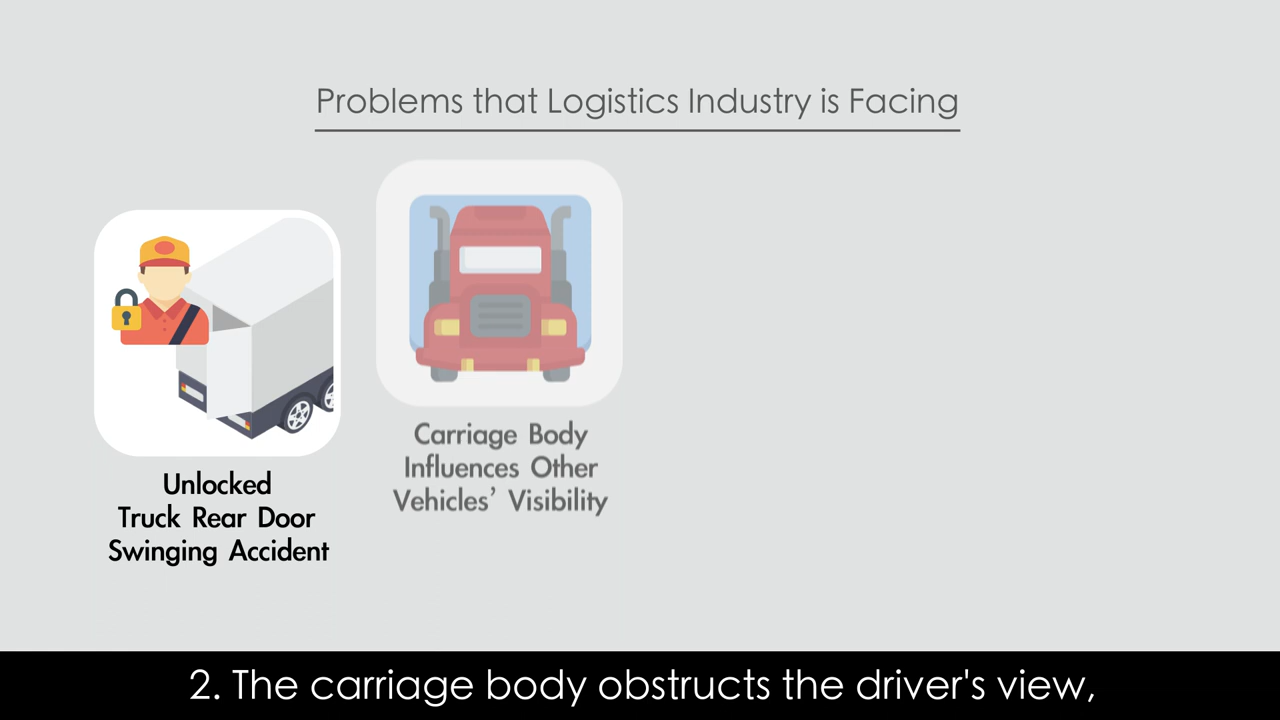 Problems that Logistics Industry is Facing
Unlocked
Truck Rear Door
Swinging Accident
Carriage Body
Influences Other
Vehicles’ Visibility
2. The carriage body obstructs the driver's view,